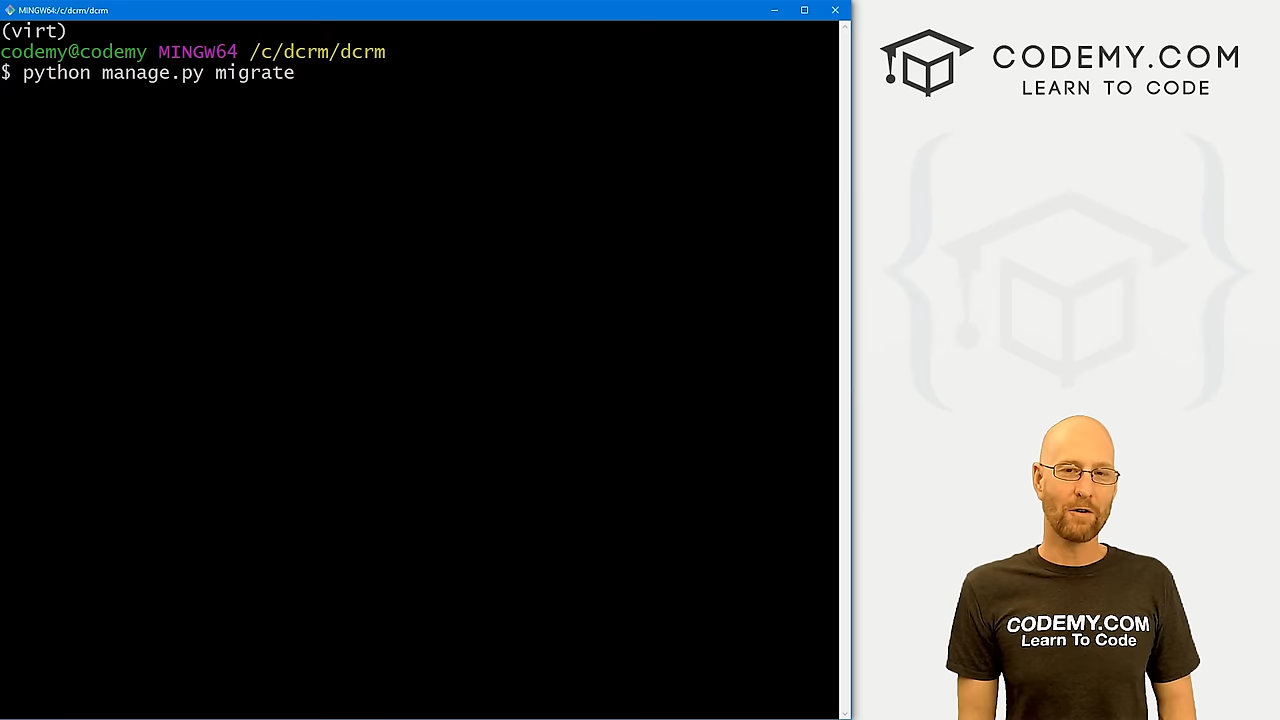 MINGW64:/c/dcrm/dcrm
(virt)
codemy@codemy MINGW64 /c/dcrm/dcrm
$ python manage.py migrate
CODEMY.COM
LEARN TO CODE
CODEMY.COM
Learn To Code